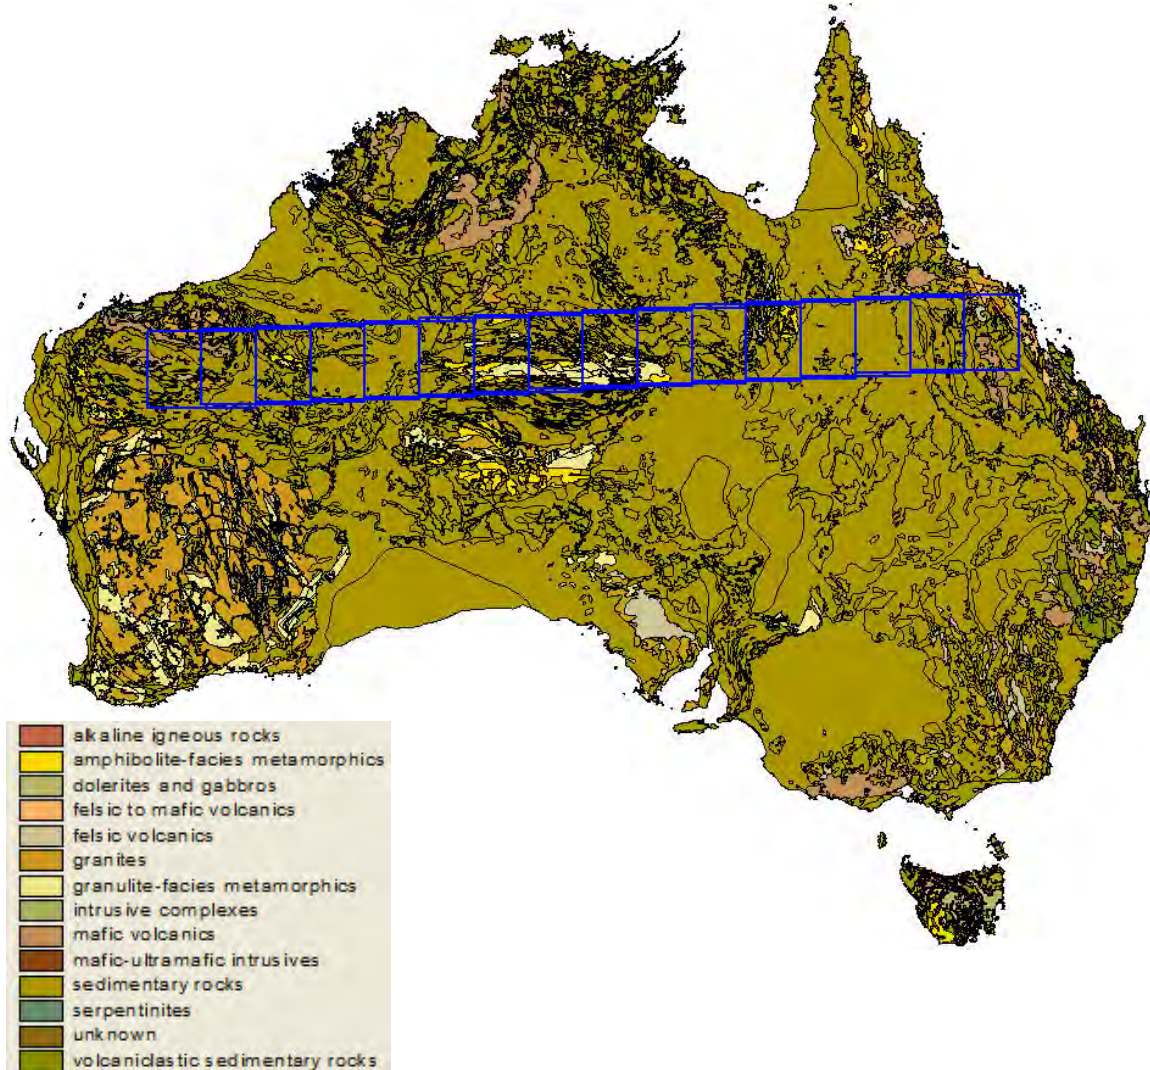 alkaline igneous rocks
amphibolite-facies metamorphics
dolerites and gabbros
felsic to mafic volcanics
felsic volcanics
granites
granulite-facies metamorphics
intrusive complexes
mafic volcanics
mafic-ultramafic intrusives
sedimentary rocks
serpentinites
unknown
volcaniclastic sedimentary rocks